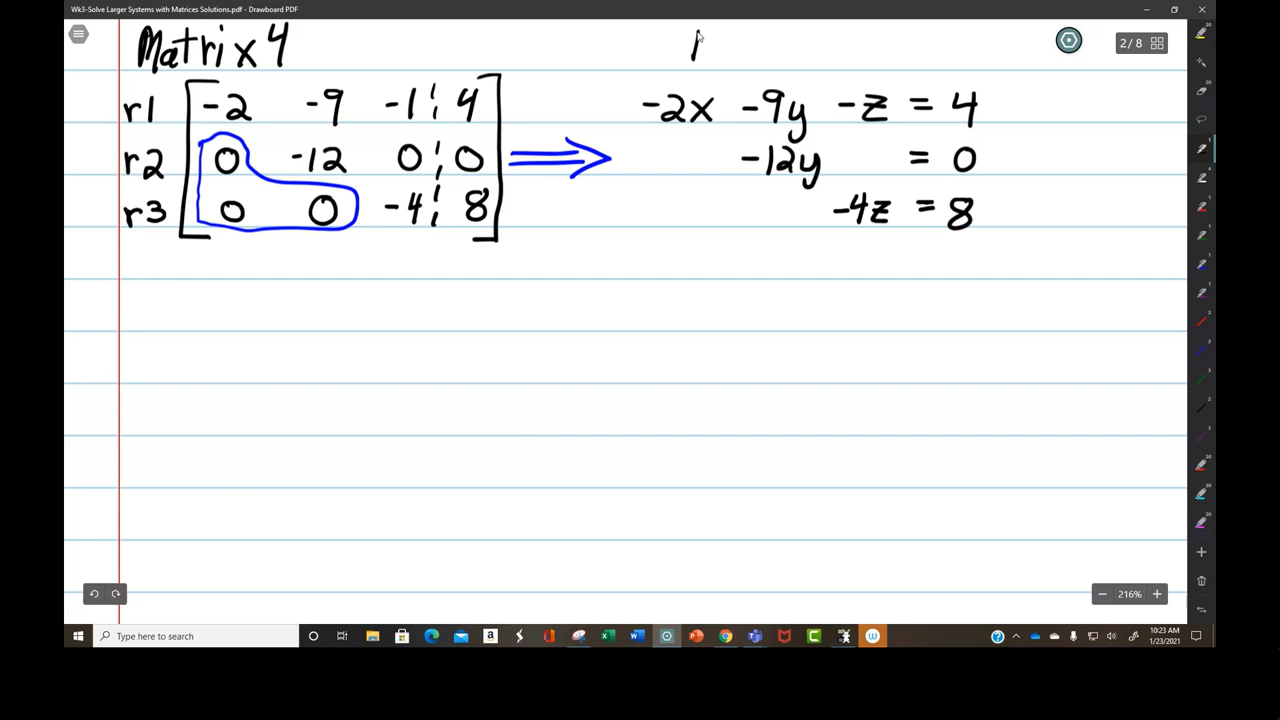 Wk3-Solve Larger Systems with Matrices Solutions.pdf - Drawboard PDF
2 / 8
Matrix 4
r1 -2 -9 -1 ¦ 4
r2 0 -12 0 ¦ 0
r3 0 0 -4 ¦ 8
⇒
-2x -9y -z = 4
-12y = 0
-4z = 8
216%
Type here to search
10:23 AM
1/23/2021